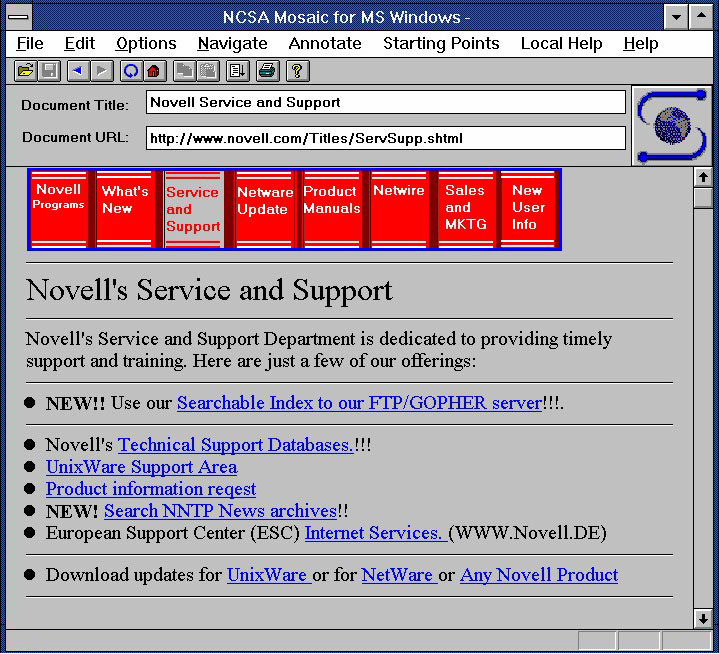 NCSA Mosaic for MS Windows -
File Edit Options Navigate Annotate Starting Points Local Help Help
Document Title: Novell Service and Support
Document URL: http://www.novell.com/Titles/ServSupp.shtml
Novell Programs
What's New
Service and Support
Netware Update
Product Manuals
Netwire
Sales and MKTG
New User Info
Novell's Service and Support
Novell's Service and Support Department is dedicated to providing timely
support and training. Here are just a few of our offerings:
NEW!! Use our Searchable Index to our FTP/GOPHER server!!!.
Novell's Technical Support Databases.!!!
UnixWare Support Area
Product information reqest
NEW! Search NNTP News archives!!
European Support Center (ESC) Internet Services. (WWW.Novell.DE)
Download updates for UnixWare or for NetWare or Any Novell Product